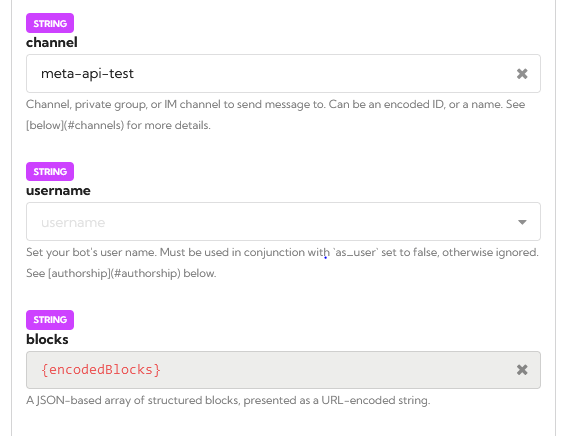 STRING
channel
meta-api-test
Channel, private group, or IM channel to send message to. Can be an encoded ID, or a name. See
[below](#channels) for more details.
STRING
username
username
Set your bot's user name. Must be used in conjunction with `as_user` set to false, otherwise ignored.
See [authorship](#authorship) below.
STRING
blocks
{encodedBlocks}
A JSON-based array of structured blocks, presented as a URL-encoded string.